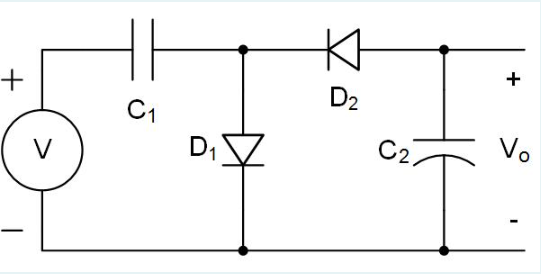 +
C₁
D₂
+
V
D₁
C₂
Vₒ
−
-